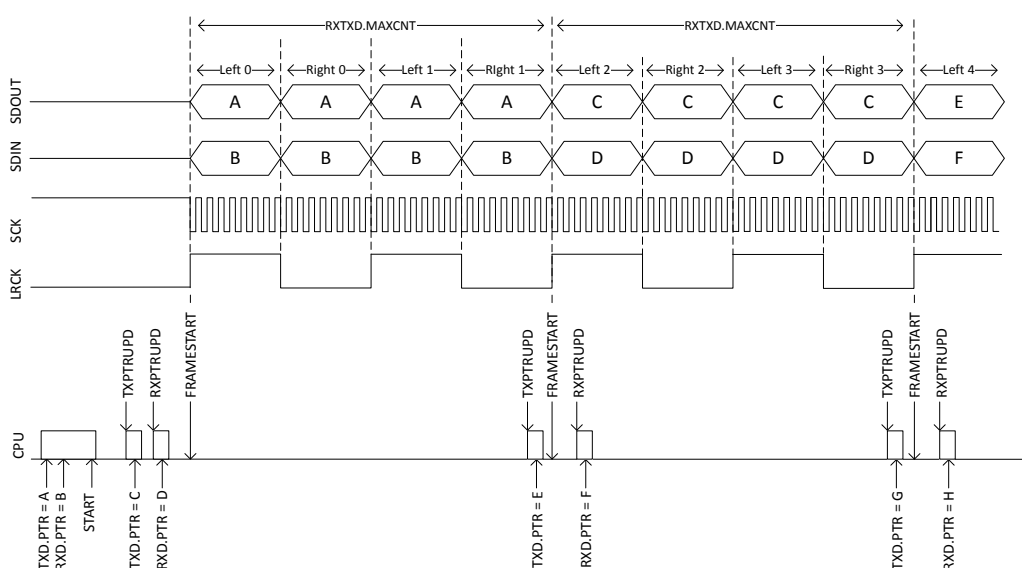 RXTXD.MAXCNT RXTXD.MAXCNT
Left 0 Right 0 Left 1 RIght 1 Left 2 Right 2 Left 3 Right 3 Left 4
SDOUT A A A A C C C C E
SDIN B B B B D D D D F
SCK
LRCK
TXPTRUPD RXPTRUPD FRAMESTART TXPTRUPD FRAMESTART RXPTRUPD TXPTRUPD FRAMESTART RXPTRUPD
CPU
TXD.PTR = A RXD.PTR = B START TXD.PTR = C RXD.PTR = D TXD.PTR = E RXD.PTR = F TXD.PTR = G RXD.PTR = H